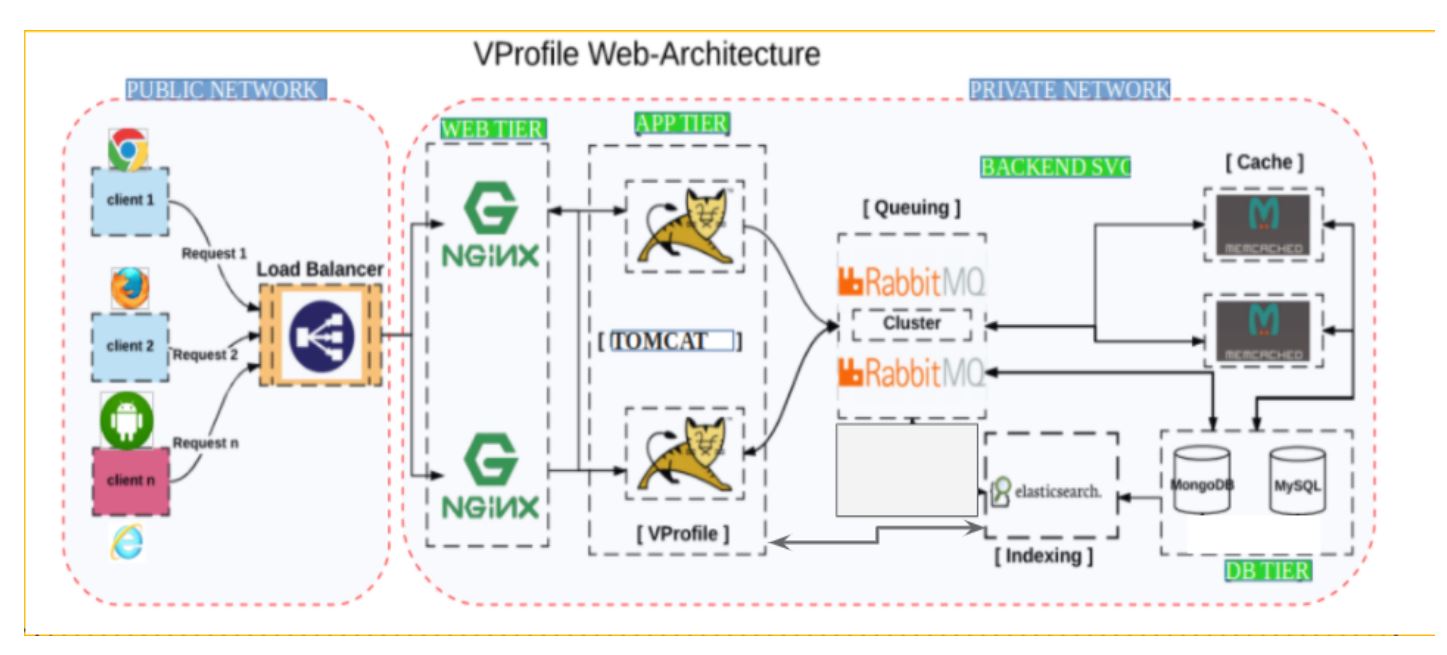 VProfile Web-Architecture
PUBLIC NETWORK
PRIVATE NETWORK
WEB TIER
APP TIER
BACKEND SVC
[ Cache ]
client 1
Request 1
Load Balancer
client 2
Request 2
client n
Request n
NGiNX
NGiNX
[ TOMCAT ]
[ VProfile ]
[ Queuing ]
RabbitMQ
Cluster
RabbitMQ
MEMCACHED
MEMCACHED
elasticsearch.
[ Indexing ]
MongoDB
MySQL
DB TIER